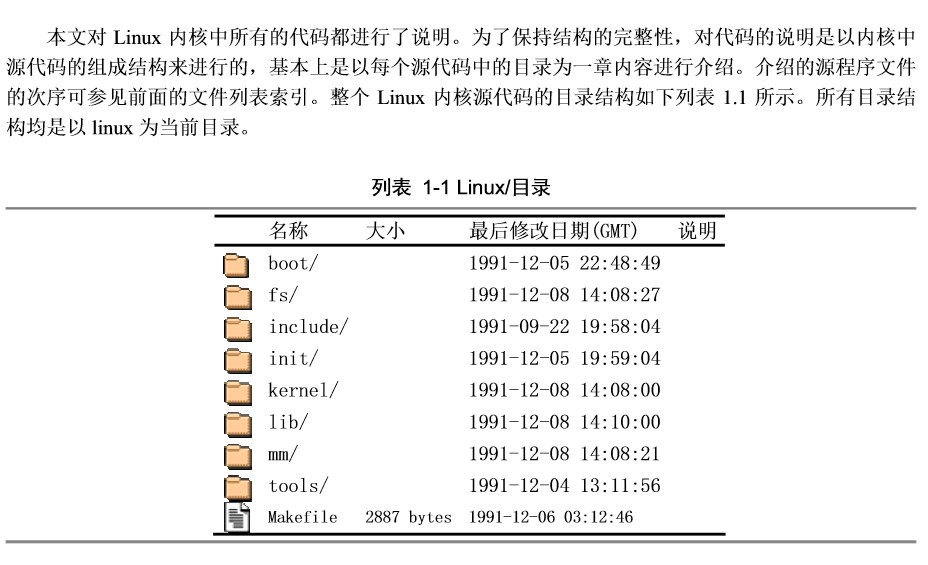 本文对 Linux 内核中所有的代码都进行了说明。为了保持结构的完整性，对代码的说明是以内核中
源代码的组成结构来进行的，基本上是以每个源代码中的目录为一章内容进行介绍。介绍的源程序文件
的次序可参见前面的文件列表索引。整个 Linux 内核源代码的目录结构如下列表 1.1 所示。所有目录结
构均是以 linux 为当前目录。
列表 1-1 Linux/目录
名称 大小 最后修改日期(GMT) 说明
boot/ 1991-12-05 22:48:49
fs/ 1991-12-08 14:08:27
include/ 1991-09-22 19:58:04
init/ 1991-12-05 19:59:04
kernel/ 1991-12-08 14:08:00
lib/ 1991-12-08 14:10:00
mm/ 1991-12-08 14:08:21
tools/ 1991-12-04 13:11:56
Makefile 2887 bytes 1991-12-06 03:12:46